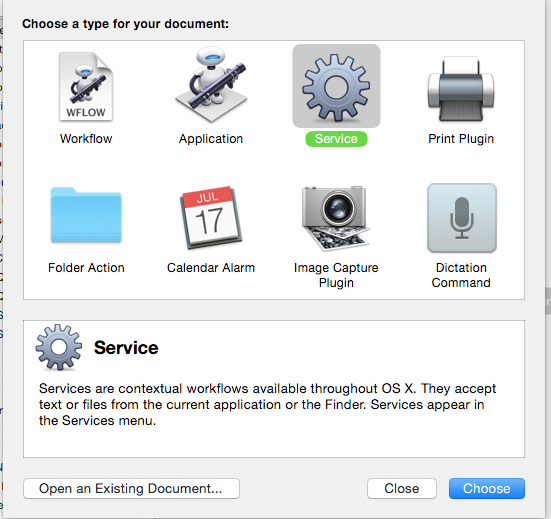 Choose a type for your document:
WFLOW
Workflow
Application
Service
Print Plugin
JUL
17
Folder Action
Calendar Alarm
Image Capture
Plugin
Dictation
Command
Service
Services are contextual workflows available throughout OS X. They accept
text or files from the current application or the Finder. Services appear in
the Services menu.
Open an Existing Document...
Close
Choose